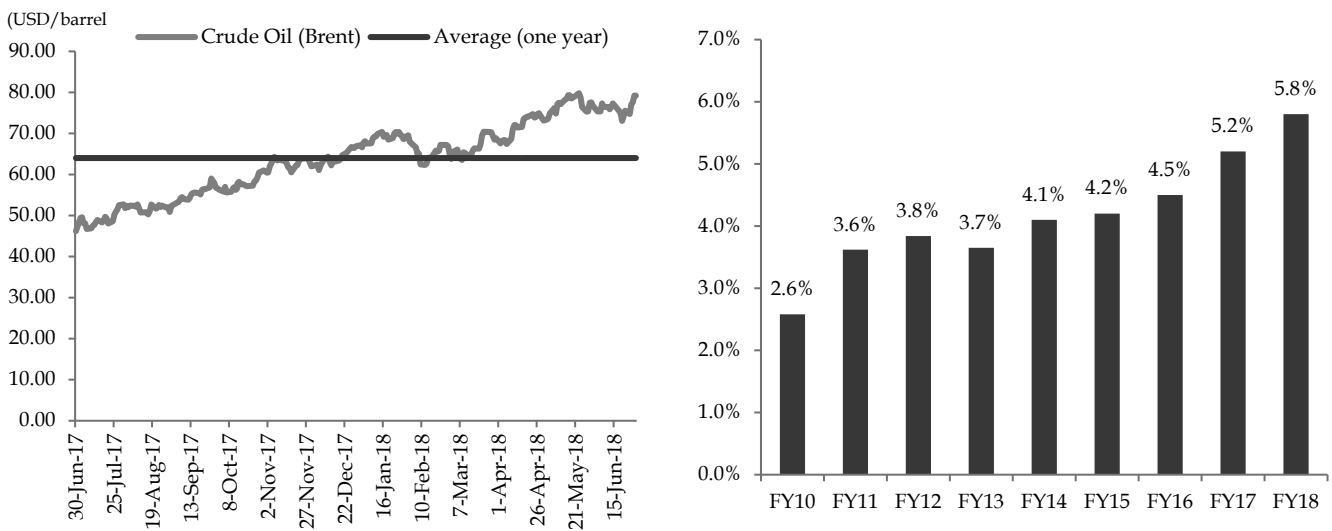 (USD/barrel
Crude Oil (Brent)
Average (one year)
90.00
80.00
70.00
60.00
50.00
40.00
30.00
20.00
10.00
0.00
30-Jun-17
25-Jul-17
19-Aug-17
13-Sep-17
8-Oct-17
2-Nov-17
27-Nov-17
22-Dec-17
16-Jan-18
10-Feb-18
7-Mar-18
1-Apr-18
26-Apr-18
21-May-18
15-Jun-18
7.0%
6.0%
5.0%
4.0%
3.0%
2.0%
1.0%
0.0%
2.6%
3.6%
3.8%
3.7%
4.1%
4.2%
4.5%
5.2%
5.8%
FY10
FY11
FY12
FY13
FY14
FY15
FY16
FY17
FY18